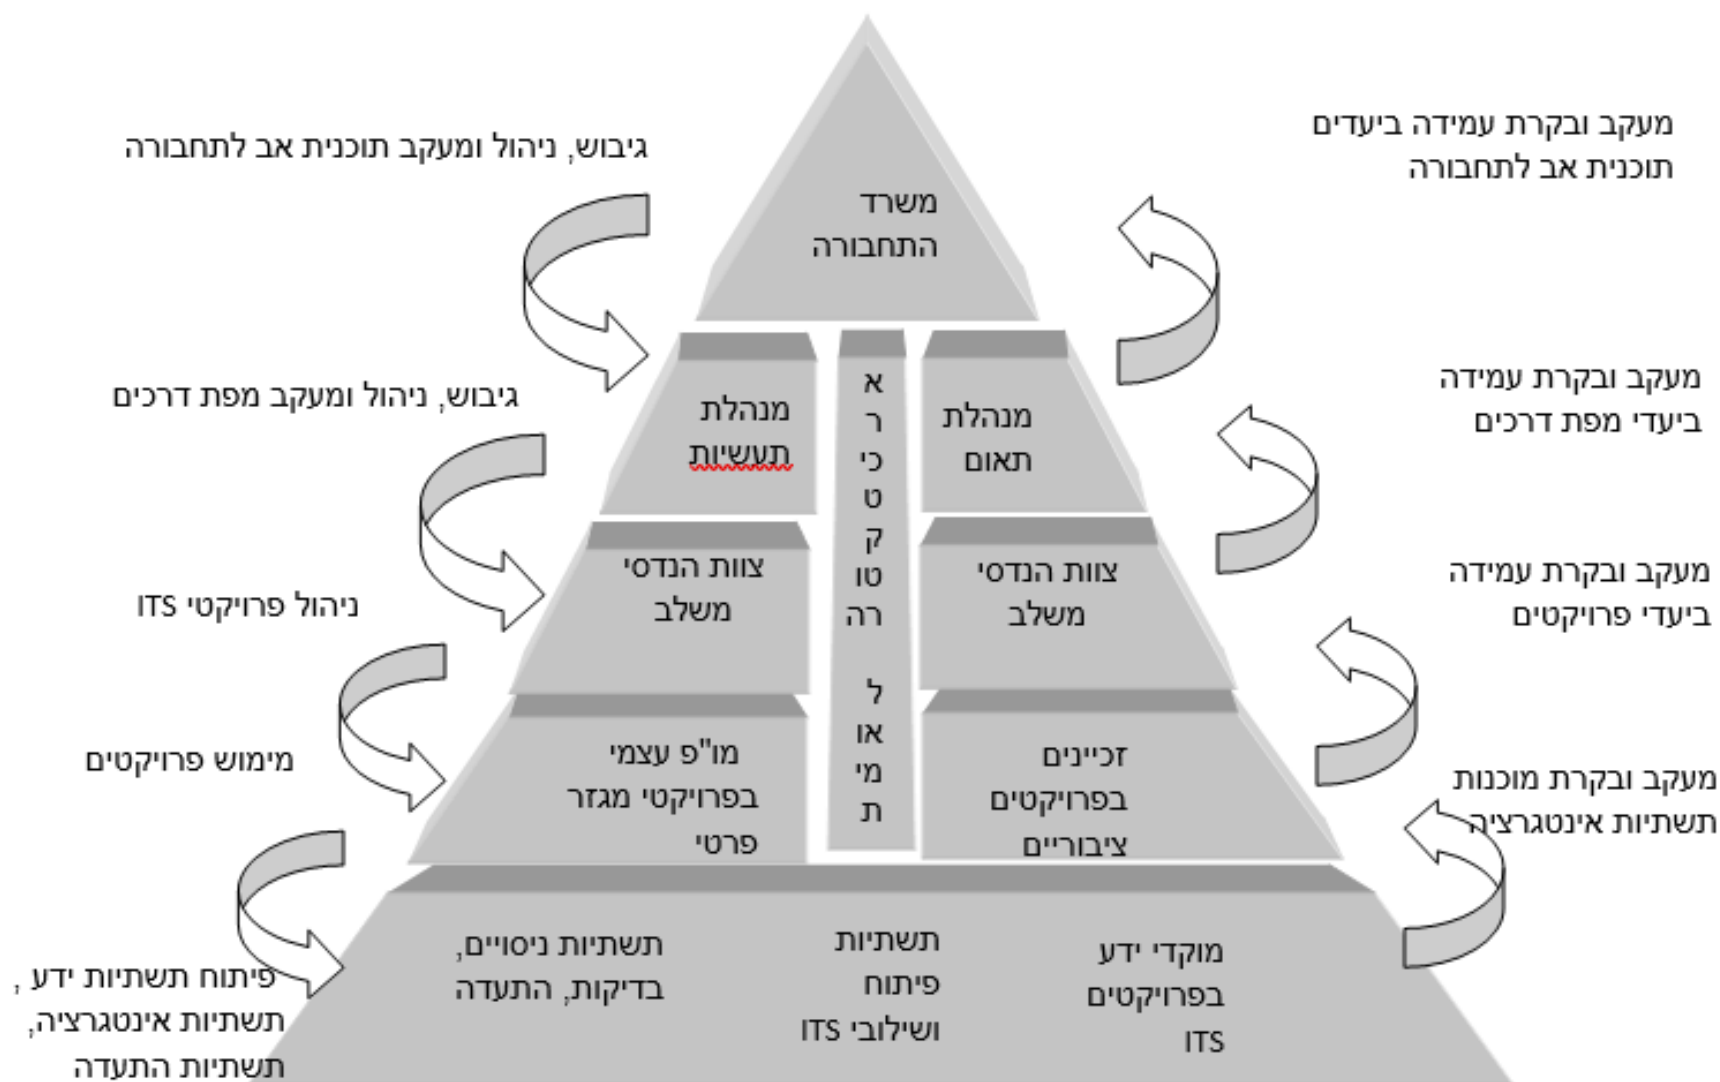 מעקב ובקרת עמידה ביעדים
תוכנית אב לתחבורה
גיבוש, ניהול ומעקב תוכנית אב לתחבורה
משרד
התחבורה
מעקב ובקרת עמידה
ביעדי מפת דרכים
גיבוש, ניהול ומעקב מפת דרכים
מנהלת
תאום
מנהלת
תעשיות
א
ר
כי
ט
ק
טו
רה
ל
או
מי
ת
מעקב ובקרת עמידה
ביעדי פרויקטים
ניהול פרויקטי ITS
צוות הנדסי
משלב
צוות הנדסי
משלב
מעקב ובקרת מוכנות
תשתיות אינטגרציה
מימוש פרויקטים
זכיינים
בפרויקטים
ציבוריים
מו"פ עצמי
בפרויקטי מגזר
פרטי
מוקדי ידע
בפרויקטים
ITS
תשתיות
פיתוח
ושילובי ITS
תשתיות ניסויים,
בדיקות, התעדה
פיתוח תשתיות ידע ,
תשתיות אינטגרציה,
תשתיות התעדה